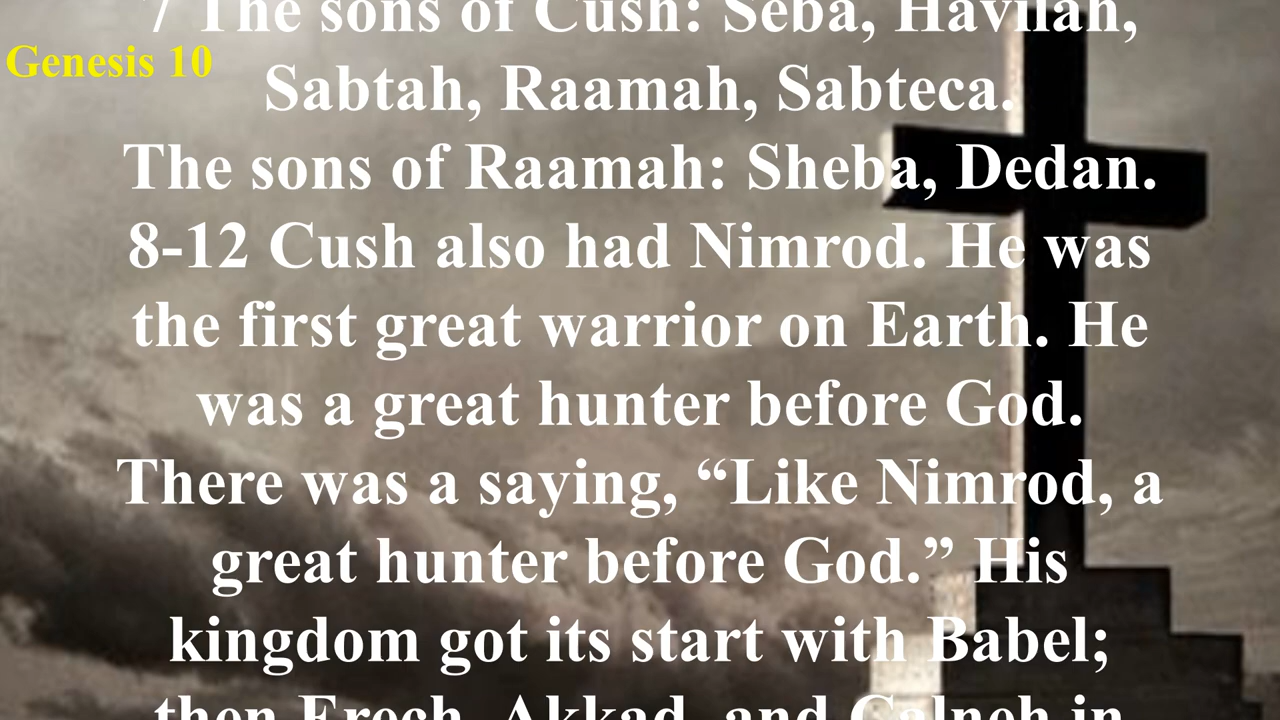 7 The sons of Cush: Seba, Havilah,
Genesis 10
Sabtah, Raamah, Sabteca.
The sons of Raamah: Sheba, Dedan.
8-12 Cush also had Nimrod. He was
the first great warrior on Earth. He
was a great hunter before God.
There was a saying, “Like Nimrod, a
great hunter before God.” His
kingdom got its start with Babel;
then Erech, Akkad, and Calneh in